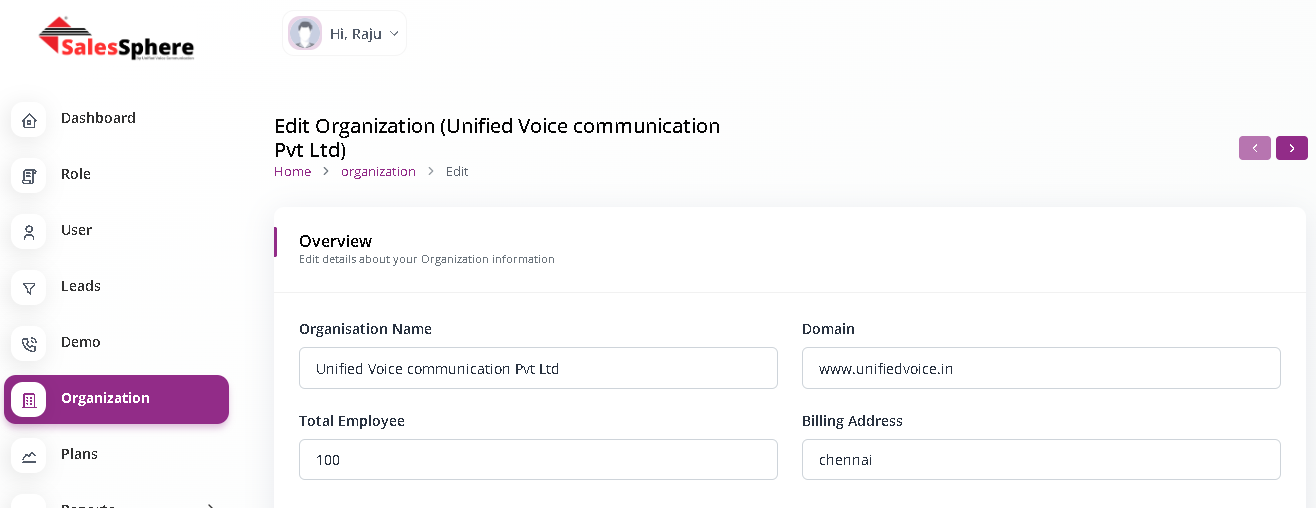 SalesSphere
Hi, Raju
Dashboard
Role
User
Leads
Demo
Organization
Plans
Reports
Edit Organization (Unified Voice communication
Pvt Ltd)
Home > organization > Edit
Overview
Edit details about your Organization information
Organisation Name
Unified Voice communication Pvt Ltd
Domain
www.unifiedvoice.in
Total Employee
100
Billing Address
chennai